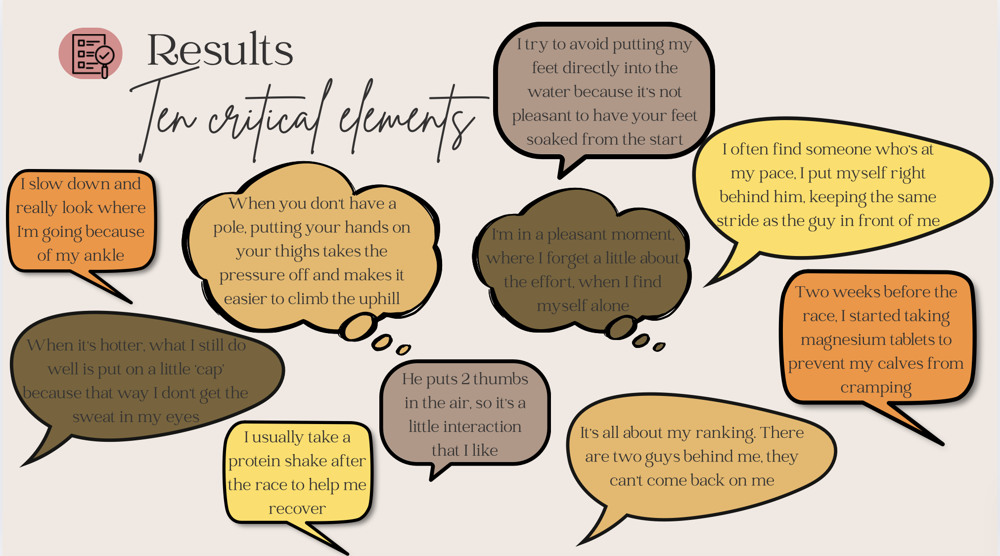 Results
Ten critical elements
I try to avoid putting my
feet directly into the
water because it's not
pleasant to have your feet
soaked from the start
I often find someone who's at
my pace, I put myself right
behind him, keeping the same
stride as the guy in front of me
I slow down and
really look where
I'm going because
of my ankle
When you don't have a
pole, putting your hands on
your thighs takes the
pressure off and makes it
easier to climb the uphill
I'm in a pleasant moment,
where I forget a little about
the effort, when I find
myself alone
Two weeks before the
race, I started taking
magnesium tablets to
prevent my calves from
cramping
When it's hotter, what I still do
well is put on a little ‘cap’
because that way I don't get the
sweat in my eyes
He puts 2 thumbs
in the air, so it's a
little interaction
that I like
I usually take a
protein shake after
the race to help me
recover
It's all about my ranking. There
are two guys behind me, they
can't come back on me